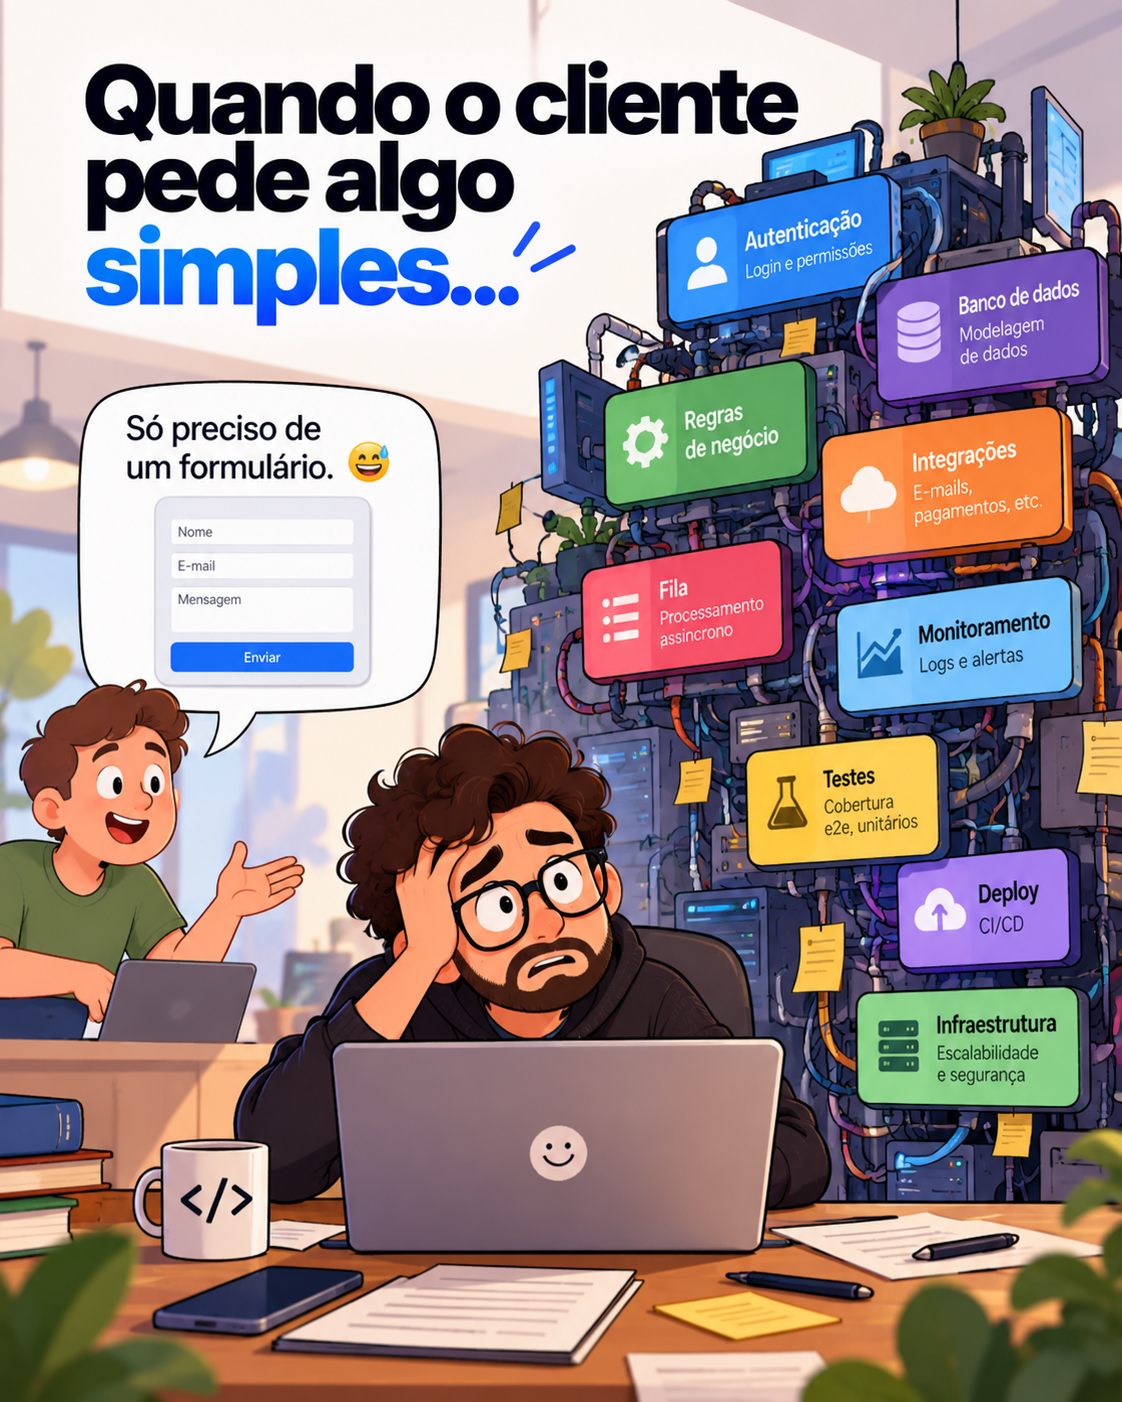 Quando o cliente
pede algo
simples...
Só preciso de
um formulário. 😅
Nome
E-mail
Mensagem
Enviar
Autenticação
Login e permissões
Banco de dados
Modelagem
de dados
Regras
de negócio
Integrações
E-mails,
pagamentos, etc.
Fila
Processamento
assíncrono
Monitoramento
Logs e alertas
Testes
Cobertura
e2e, unitários
Deploy
CI/CD
Infraestrutura
Escalabilidade
e segurança
</>